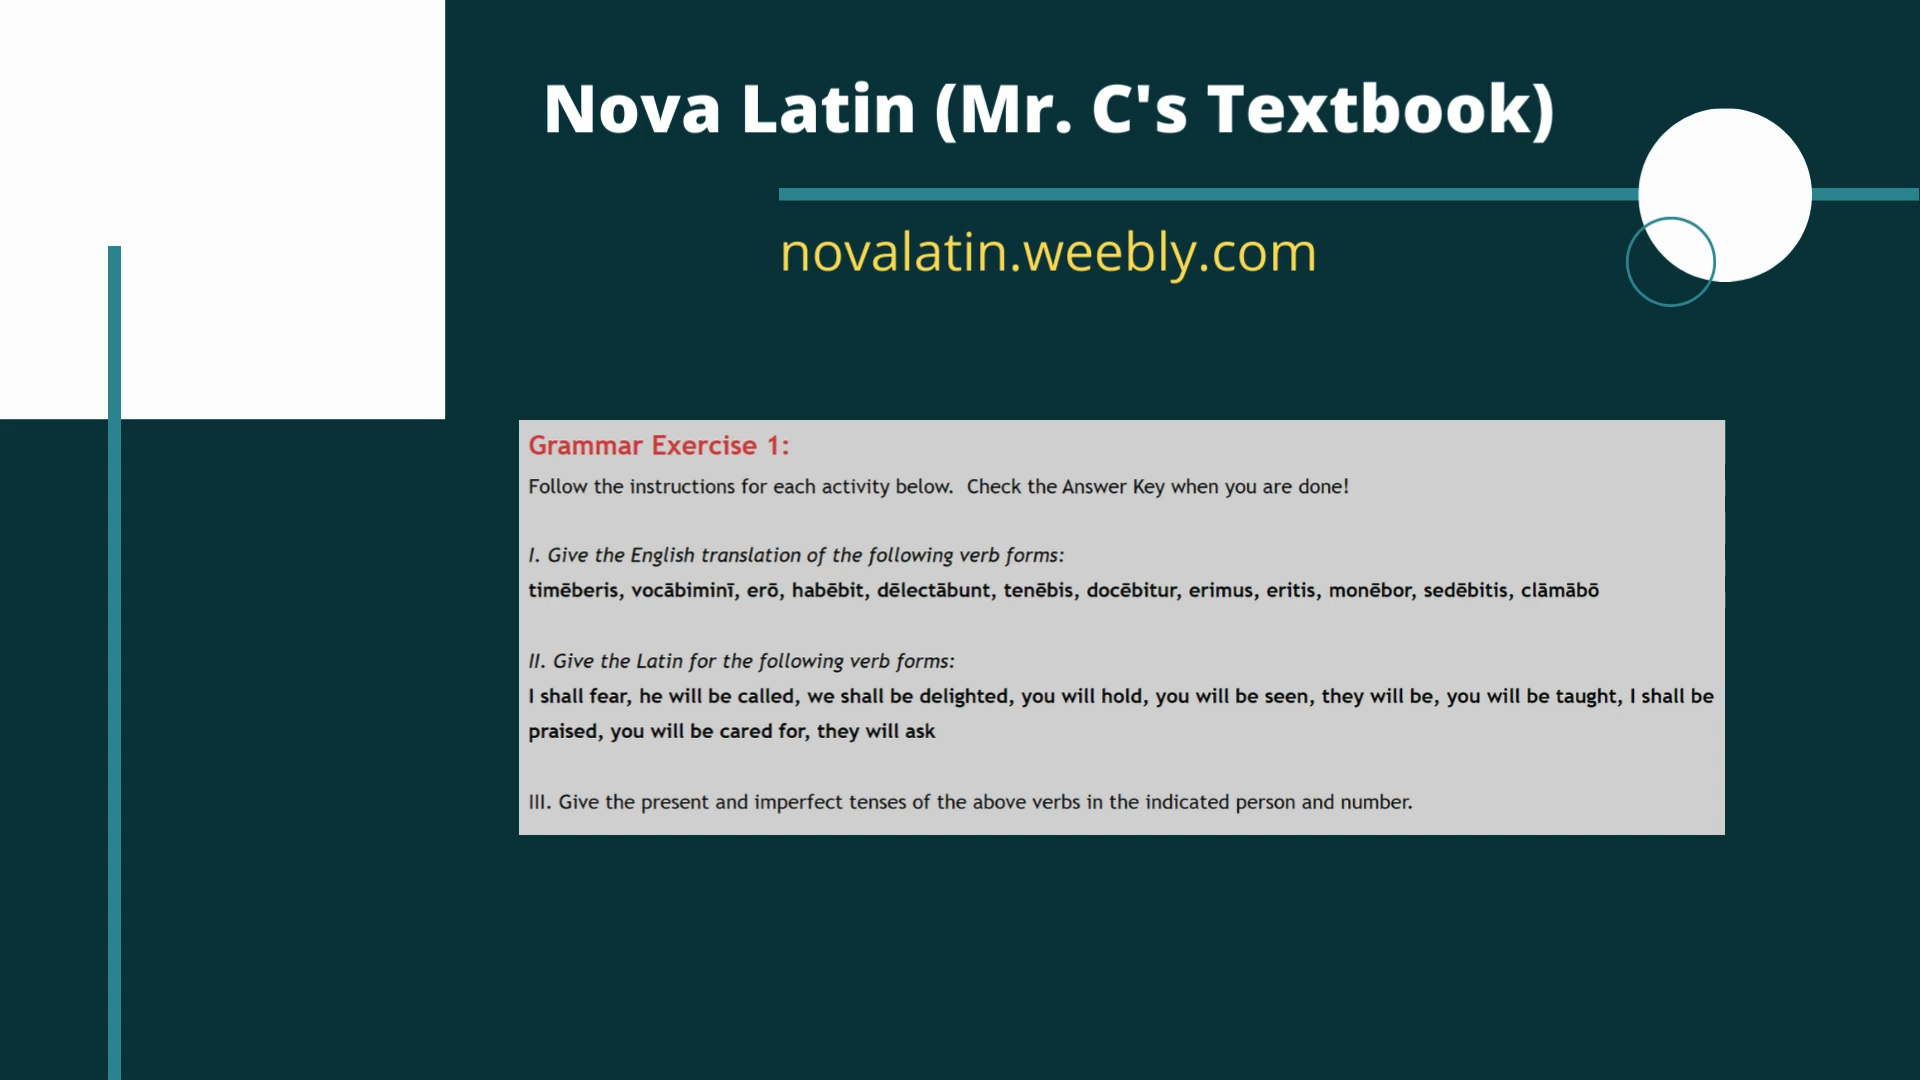 Nova Latin (Mr. C's Textbook)
novalatin.weebly.com
Grammar Exercise 1:
Follow the instructions for each activity below.  Check the Answer Key when you are done!
I. Give the English translation of the following verb forms:
timēberis, vocābiminī, erō, habēbit, dēlectābunt, tenēbis, docēbitur, erimus, eritis, monēbor, sedēbitis, clāmābō
II. Give the Latin for the following verb forms:
I shall fear, he will be called, we shall be delighted, you will hold, you will be seen, they will be, you will be taught, I shall be
praised, you will be cared for, they will ask
III. Give the present and imperfect tenses of the above verbs in the indicated person and number.